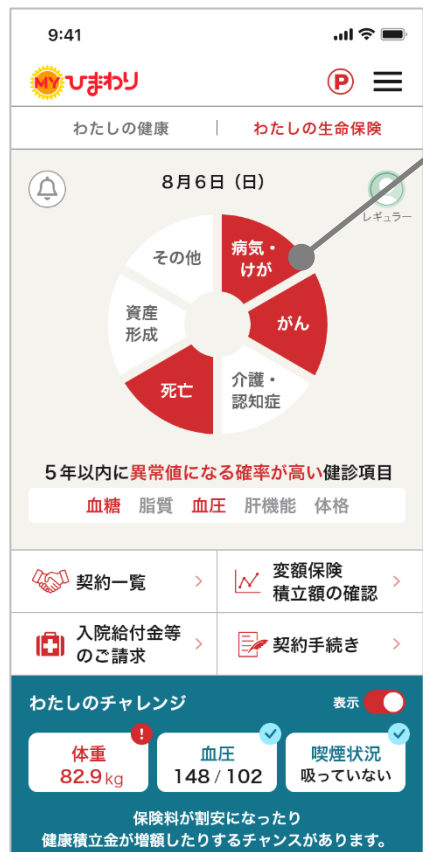 9:41
MYひまわり
P
わたしの健康
わたしの生命保険
8月6日（日）
レギュラー
病気・
けが
がん
介護・
認知症
死亡
資産
形成
その他
5年以内に異常値になる確率が高い健診項目
血糖 脂質 血圧 肝機能 体格
契約一覧
変額保険
積立額の確認
入院給付金等
のご請求
契約手続き
わたしのチャレンジ
表示
!
体重
82.9kg
血圧
148 / 102
喫煙状況
吸っていない
保険料が割安になったり
健康積立金が増額したりするチャンスがあります。